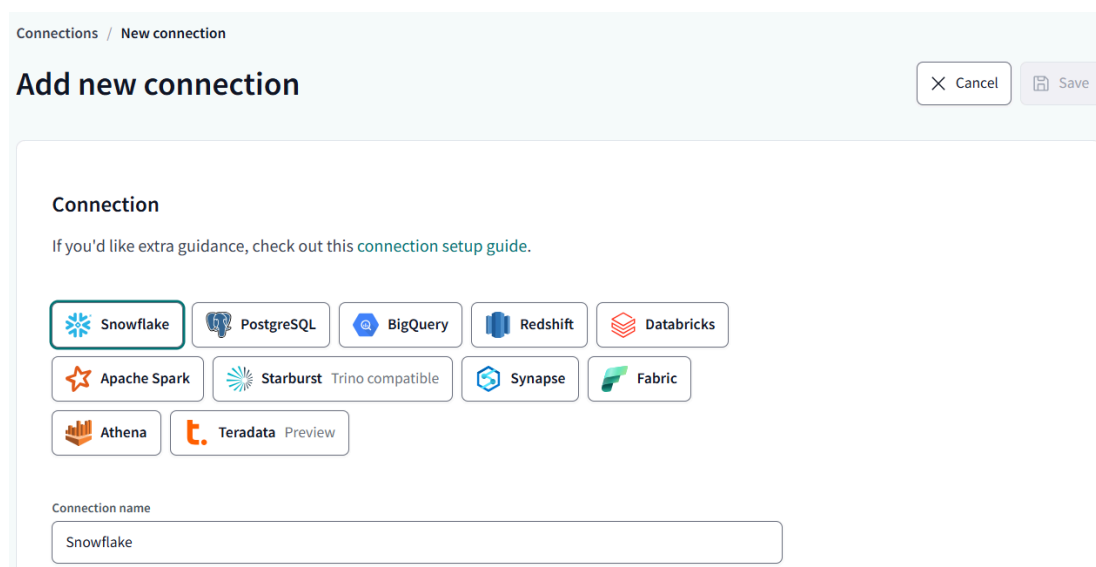 Connections / New connection
Add new connection
Cancel
Save
Connection
If you'd like extra guidance, check out this connection setup guide.
Snowflake
PostgreSQL
BigQuery
Redshift
Databricks
Apache Spark
Starburst Trino compatible
Synapse
Fabric
Athena
t. Teradata Preview
Connection name
Snowflake